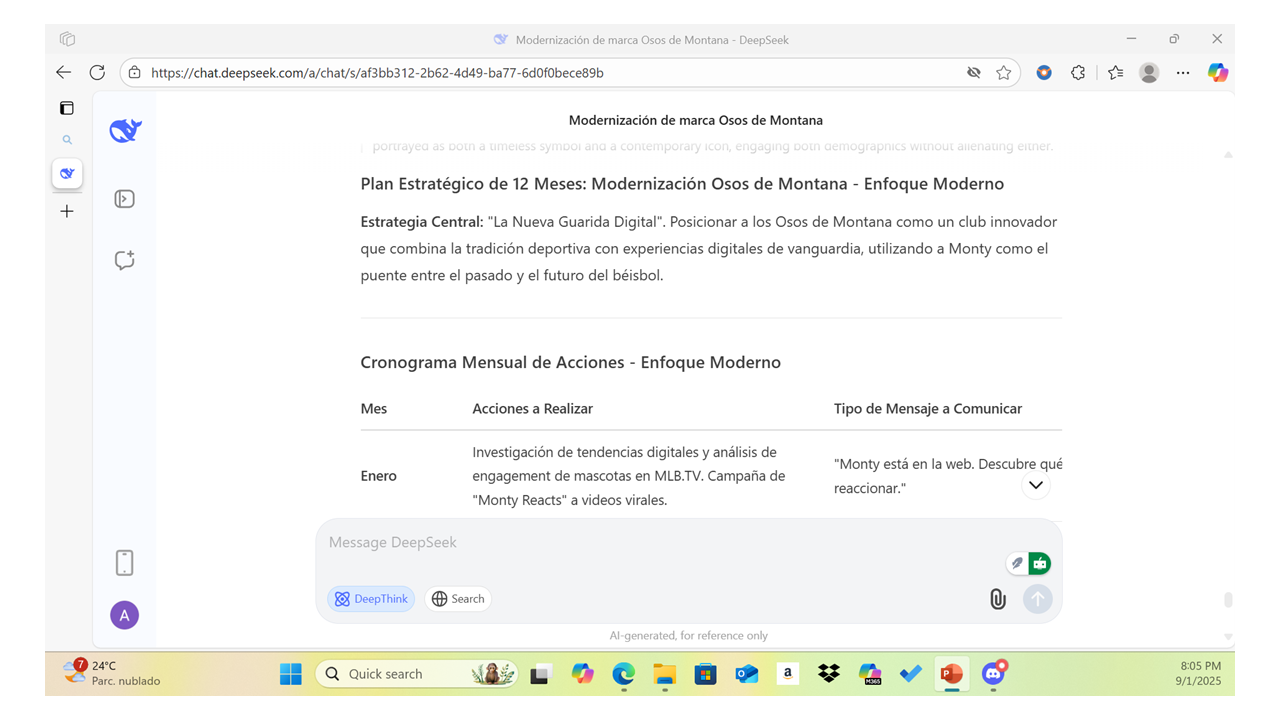 Modernización de marca Osos de Montana - DeepSeek
https://chat.deepseek.com/a/chat/s/af3bb312-2b62-4d49-ba77-6d0f0bece89b
Modernización de marca Osos de Montana
portrayed as both a timeless symbol and a contemporary icon, engaging both demographics without alienating either.
Plan Estratégico de 12 Meses: Modernización Osos de Montana - Enfoque Moderno
Estrategia Central: "La Nueva Guarida Digital". Posicionar a los Osos de Montana como un club innovador
que combina la tradición deportiva con experiencias digitales de vanguardia, utilizando a Monty como el
puente entre el pasado y el futuro del béisbol.
Cronograma Mensual de Acciones - Enfoque Moderno
Mes Acciones a Realizar Tipo de Mensaje a Comunicar
Investigación de tendencias digitales y análisis de
"Monty está en la web. Descubre qué
Enero engagement de mascotas en MLB.TV. Campaña de
reaccionar."
"Monty Reacts" a videos virales.
Message DeepSeek
DeepThink Search
A
AI-generated, for reference only
7 24°C
Parc. nublado
Quick search
a
M365
P
8:05 PM
9/1/2025